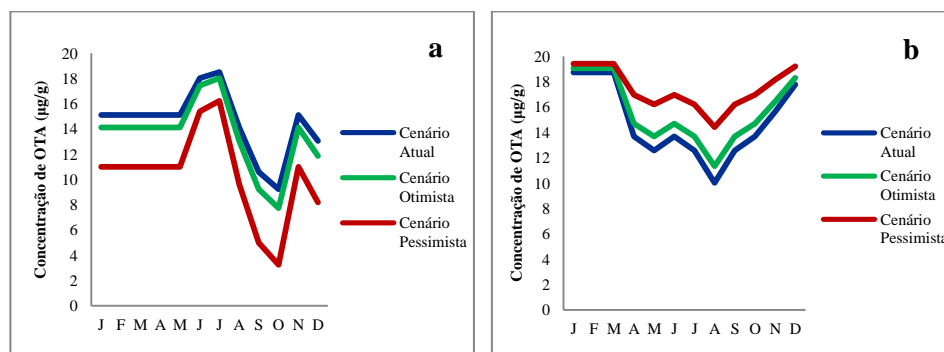 a
Concentração de OTA (µg/g)
20
18
16
14
12
10
8
6
4
2
0
J F M A M J J A S O N D
Cenário
Atual
Cenário
Otimista
Cenário
Pessimista
b
Concentração de OTA (µg/g)
20
18
16
14
12
10
8
6
4
2
0
J F M A M J J A S O N D
Cenário
Atual
Cenário
Otimista
Cenário
Pessimista